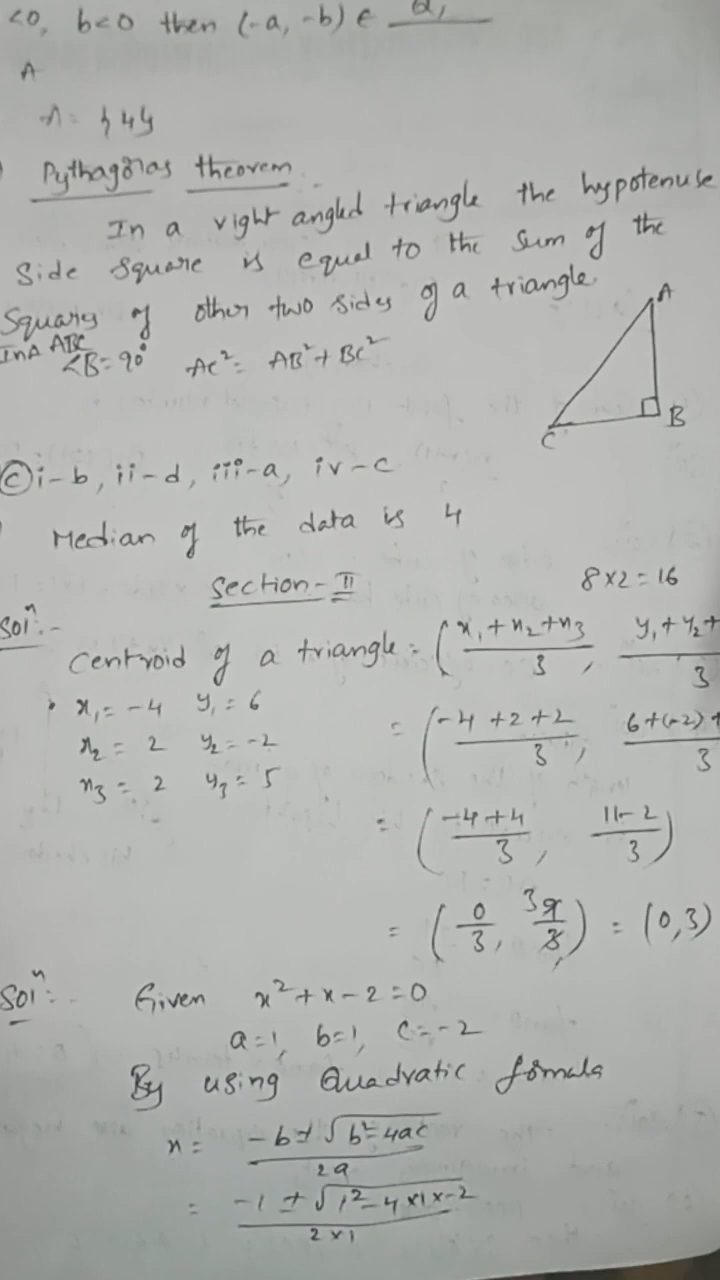 <0, b<0 then (-a, -b) ∈ Q1
A
Pythagoras theorem
In a right angled triangle the hypotenuse
Side square is equal to the sum of the
Squares of other two sides of a triangle
In Δ ABC
∠B = 90° AC² = AB² + BC²
A
B
C
Ⓒ i-b, ii-d, iii-a, iv-c
Median of the data is 4
Section - II
8×2=16
Solⁿ:-
Centroid of a triangle = (x₁+x₂+x₃/3, y₁+y₂+/3
x₁ = -4 y₁ = 6
x₂ = 2 y₂ = -2
x₃ = 2 y₃ = 5
= (-4+2+2/3, 6+(-2)+/3
= (-4+4/3, 11-2/3)
= (0/3, 3 9/3) = (0,3)
Solⁿ:- Given x²+x-2=0
a=1, b=1, c=-2
By using Quadratic formula
x = -b±√b²-4ac/2a
= -1±√1²-4×1×-2/2×1